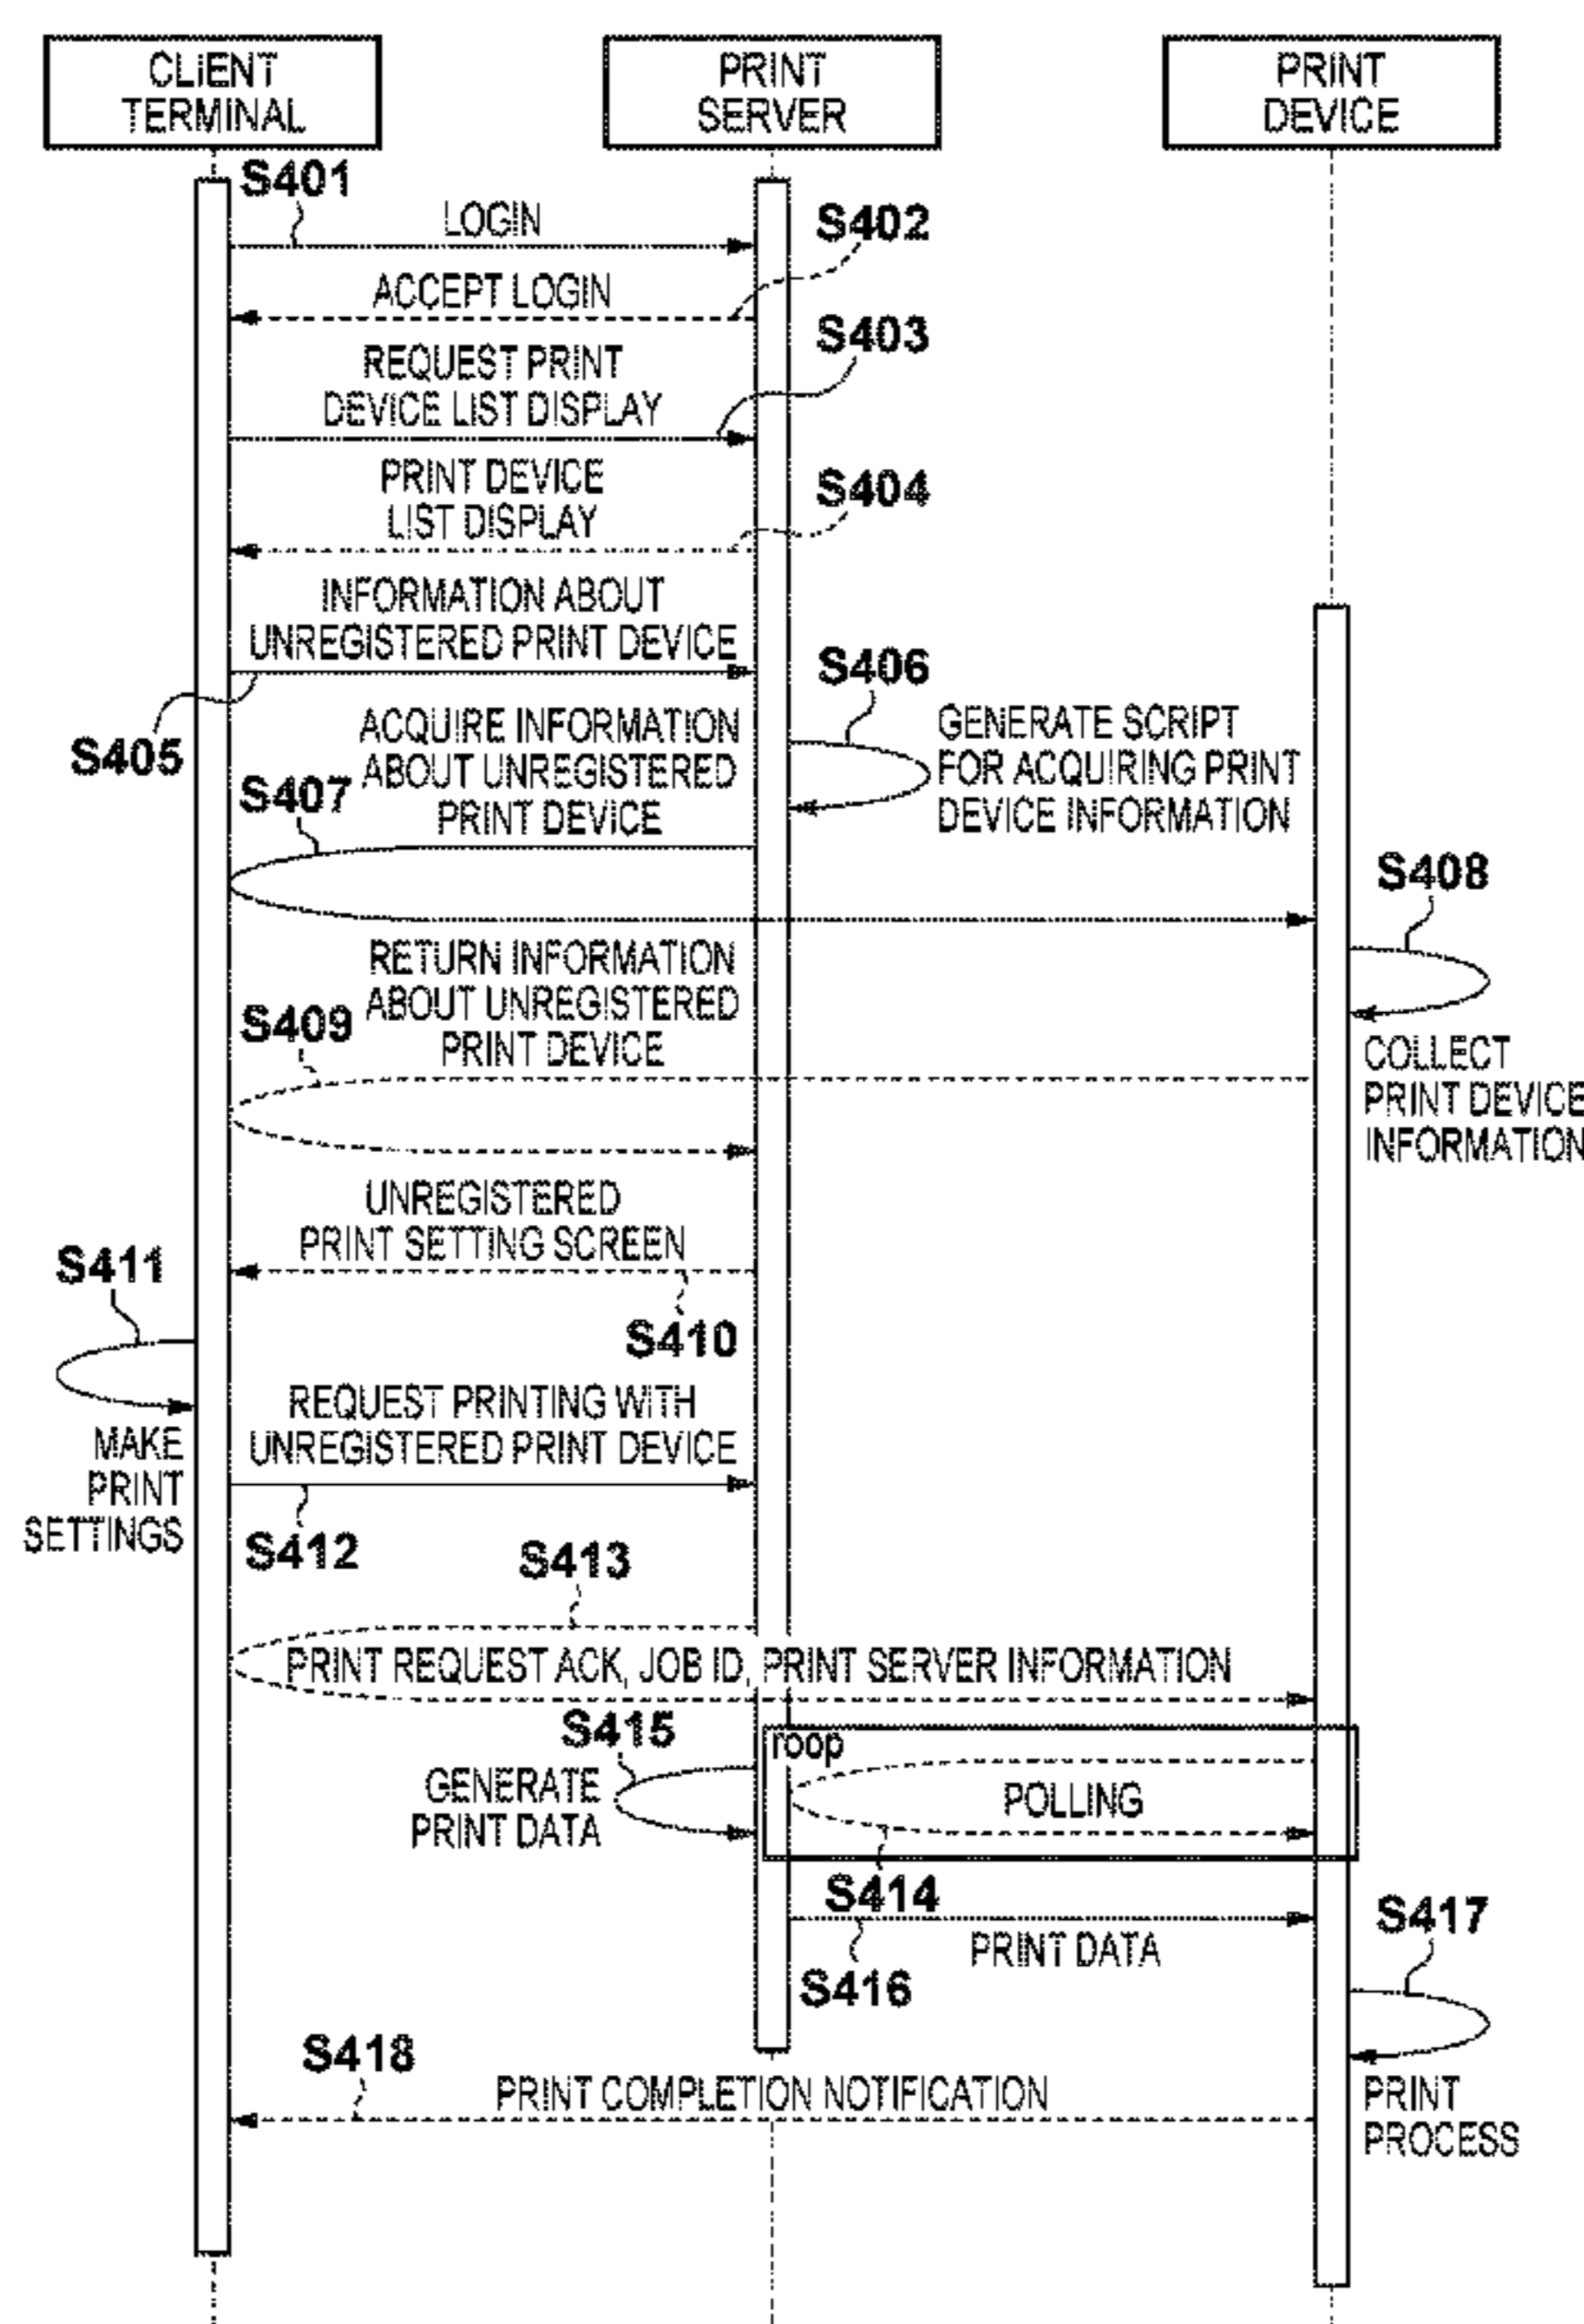 CLIENT
TERMINAL
PRINT
SERVER
PRINT
DEVICE
S401
LOGIN
S402
ACCEPT LOGIN
S403
REQUEST PRINT
DEVICE LIST DISPLAY
PRINT DEVICE
LIST DISPLAY
S404
INFORMATION ABOUT
UNREGISTERED PRINT DEVICE
S405
S406
GENERATE SCRIPT
FOR ACQUIRING PRINT
DEVICE INFORMATION
ACQUIRE INFORMATION
ABOUT UNREGISTERED
PRINT DEVICE
S407
S408
COLLECT
PRINT DEVICE
INFORMATION
RETURN INFORMATION
ABOUT UNREGISTERED
PRINT DEVICE
S409
UNREGISTERED
PRINT SETTING SCREEN
S410
S411
MAKE
PRINT
SETTINGS
REQUEST PRINTING WITH
UNREGISTERED PRINT DEVICE
S412
S413
PRINT REQUEST ACK, JOB ID, PRINT SERVER INFORMATION
S415
GENERATE
PRINT DATA
roop
POLLING
S414
PRINT DATA
S416
S417
PRINT
PROCESS
S418
PRINT COMPLETION NOTIFICATION